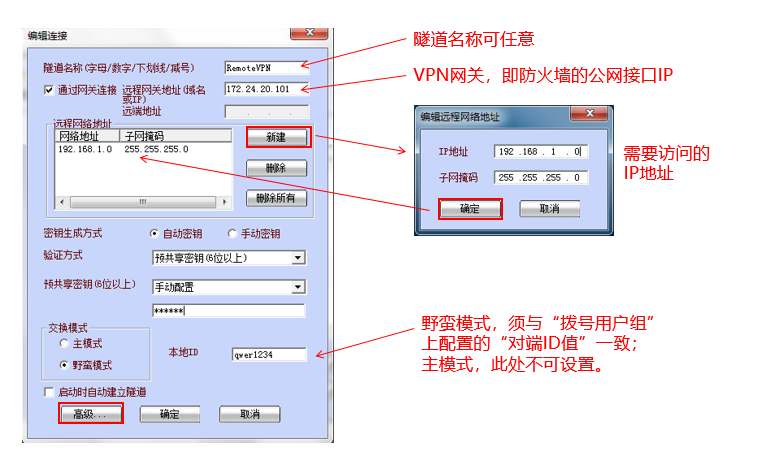 编辑连接
隧道名称(字母/数字/下划线/减号)
RemoteVPN
隧道名称可任意
通过网关连接
远程网关地址(域名
或IP)
172.24.20.101
VPN网关，即防火墙的公网接口IP
远端地址
远程网络地址
网络地址
子网掩码
192.168.1.0
255.255.255.0
新建
删除
删除所有
编辑远程网络地址
IP地址
192 .168 . 1 . 0
子网掩码
255 .255 .255 . 0
确定
取消
需要访问的
IP地址
密钥生成方式
自动密钥
手动密钥
验证方式
预共享密钥(6位以上)
预共享密钥(6位以上)
手动配置
******
交换模式
主模式
野蛮模式
本地ID
qwer1234
野蛮模式，须与“拨号用户组”
上配置的“对端ID值”一致；
主模式，此处不可设置。
启动时自动建立隧道
高级...
确定
取消